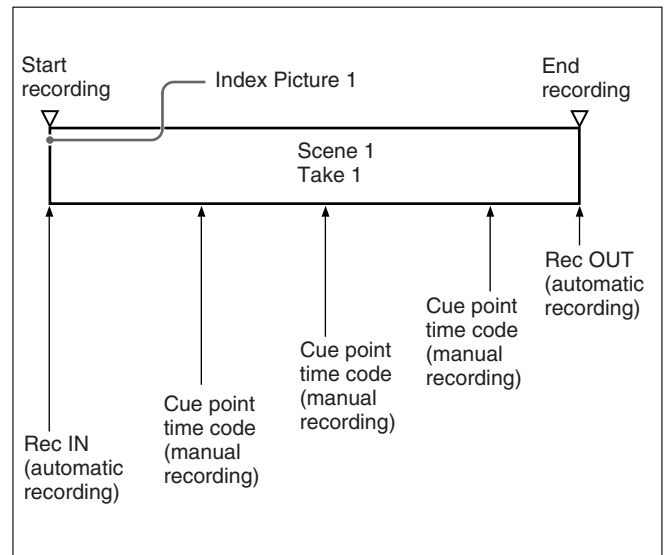 Start
recording
Index Picture 1
End
recording
Scene 1
Take 1
Rec IN
(automatic
recording)
Cue point
time code
(manual
recording)
Cue point
time code
(manual
recording)
Cue point
time code
(manual
recording)
Rec OUT
(automatic
recording)